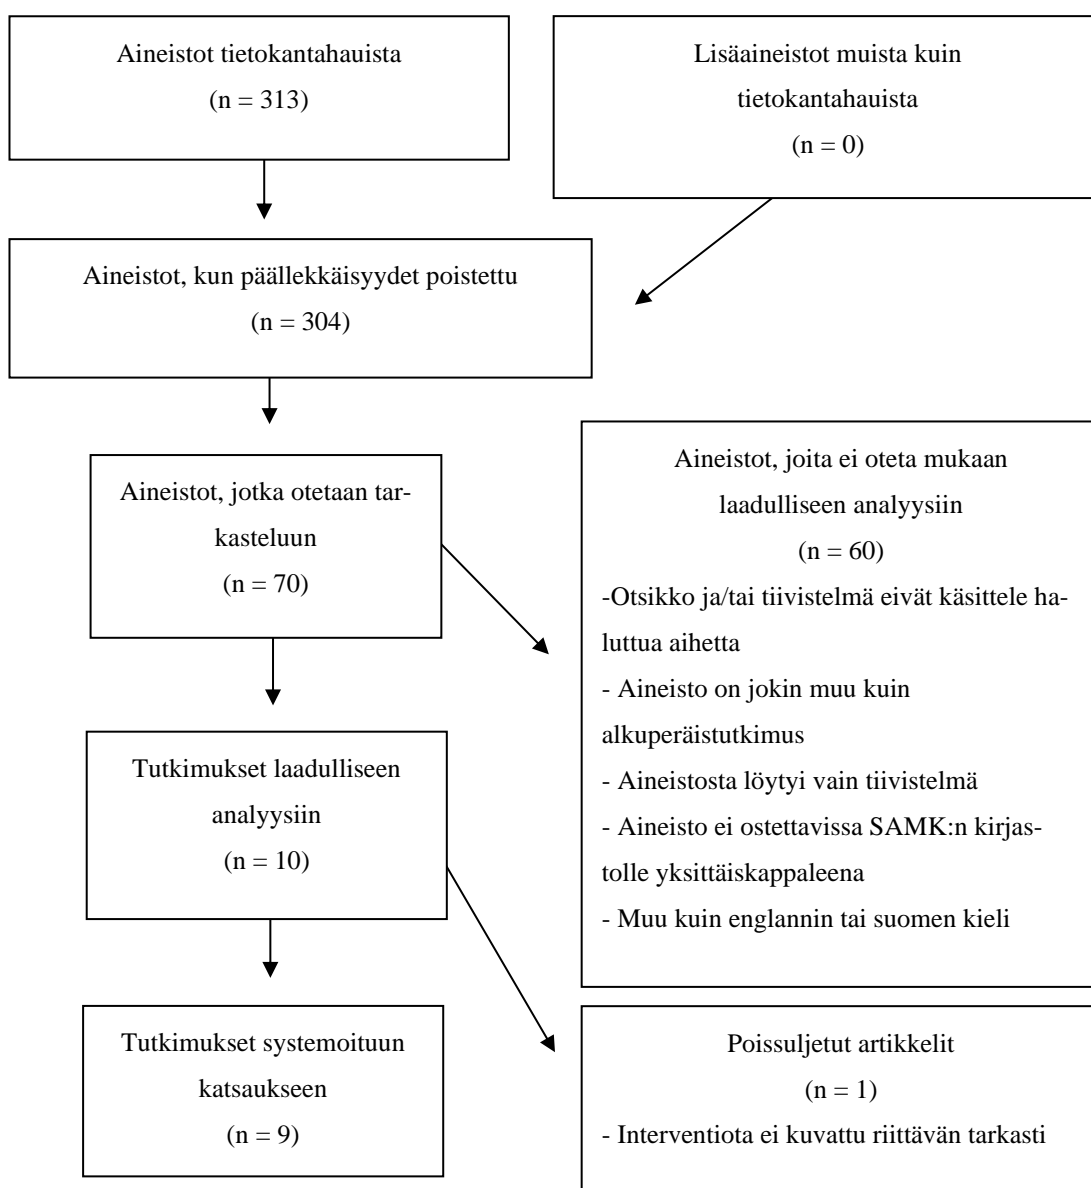 Aineistot tietokantahauista
(n = 313)
Lisäaineistot muista kuin
tietokantahauista
(n = 0)
Aineistot, kun päällekkäisyydet poistettu
(n = 304)
Aineistot, jotka otetaan tar-
kasteluun
(n = 70)
Aineistot, joita ei oteta mukaan
laadulliseen analyysiin
(n = 60)
-Otsikko ja/tai tiivistelmä eivät käsittele ha-
luttua aihetta
- Aineisto on jokin muu kuin
alkuperäistutkimus
- Aineistosta löytyi vain tiivistelmä
- Aineisto ei ostettavissa SAMK:n kirjas-
tolle yksittäiskappaleena
- Muu kuin englannin tai suomen kieli
Tutkimukset laadulliseen
analyysiin
(n = 10)
Tutkimukset systemoituun
katsaukseen
(n = 9)
Poissuljetut artikkelit
(n = 1)
- Interventiota ei kuvattu riittävän tarkasti